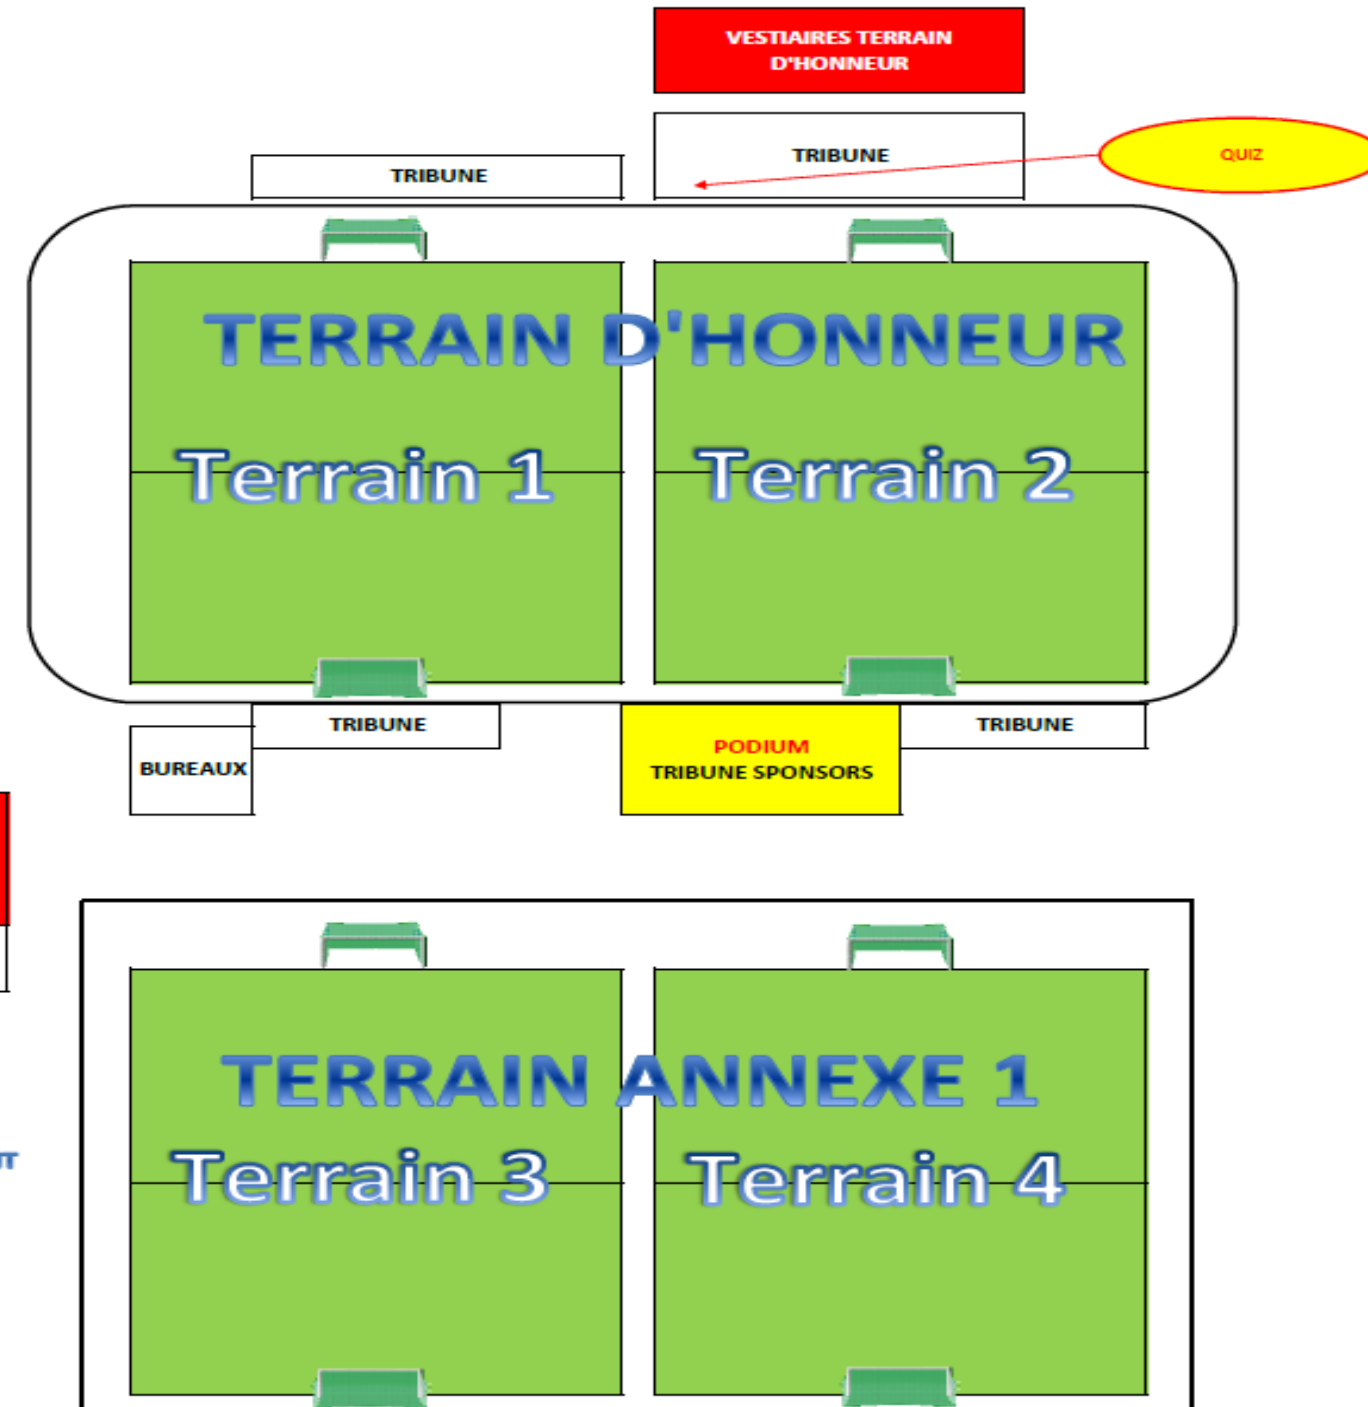 VESTIAIRES TERRAIN
D'HONNEUR
TRIBUNE
TRIBUNE
QUIZ
TERRAIN D'HONNEUR
Terrain 1
Terrain 2
TRIBUNE
TRIBUNE
BUREAUX
PODIUM
TRIBUNE SPONSORS
TERRAIN ANNEXE 1
Terrain 3
Terrain 4